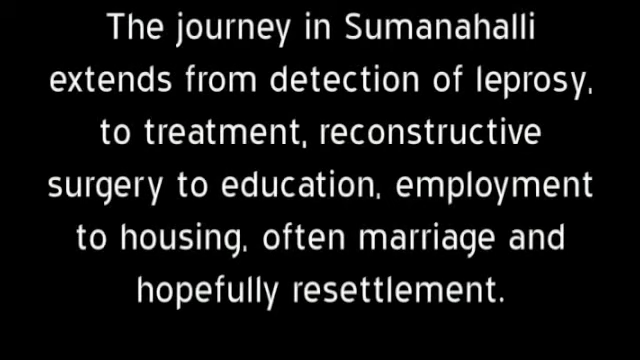 The journey in Sumanahalli
extends from detection of leprosy,
to treatment, reconstructive
surgery to education, employment
to housing, often marriage and
hopefully resettlement.